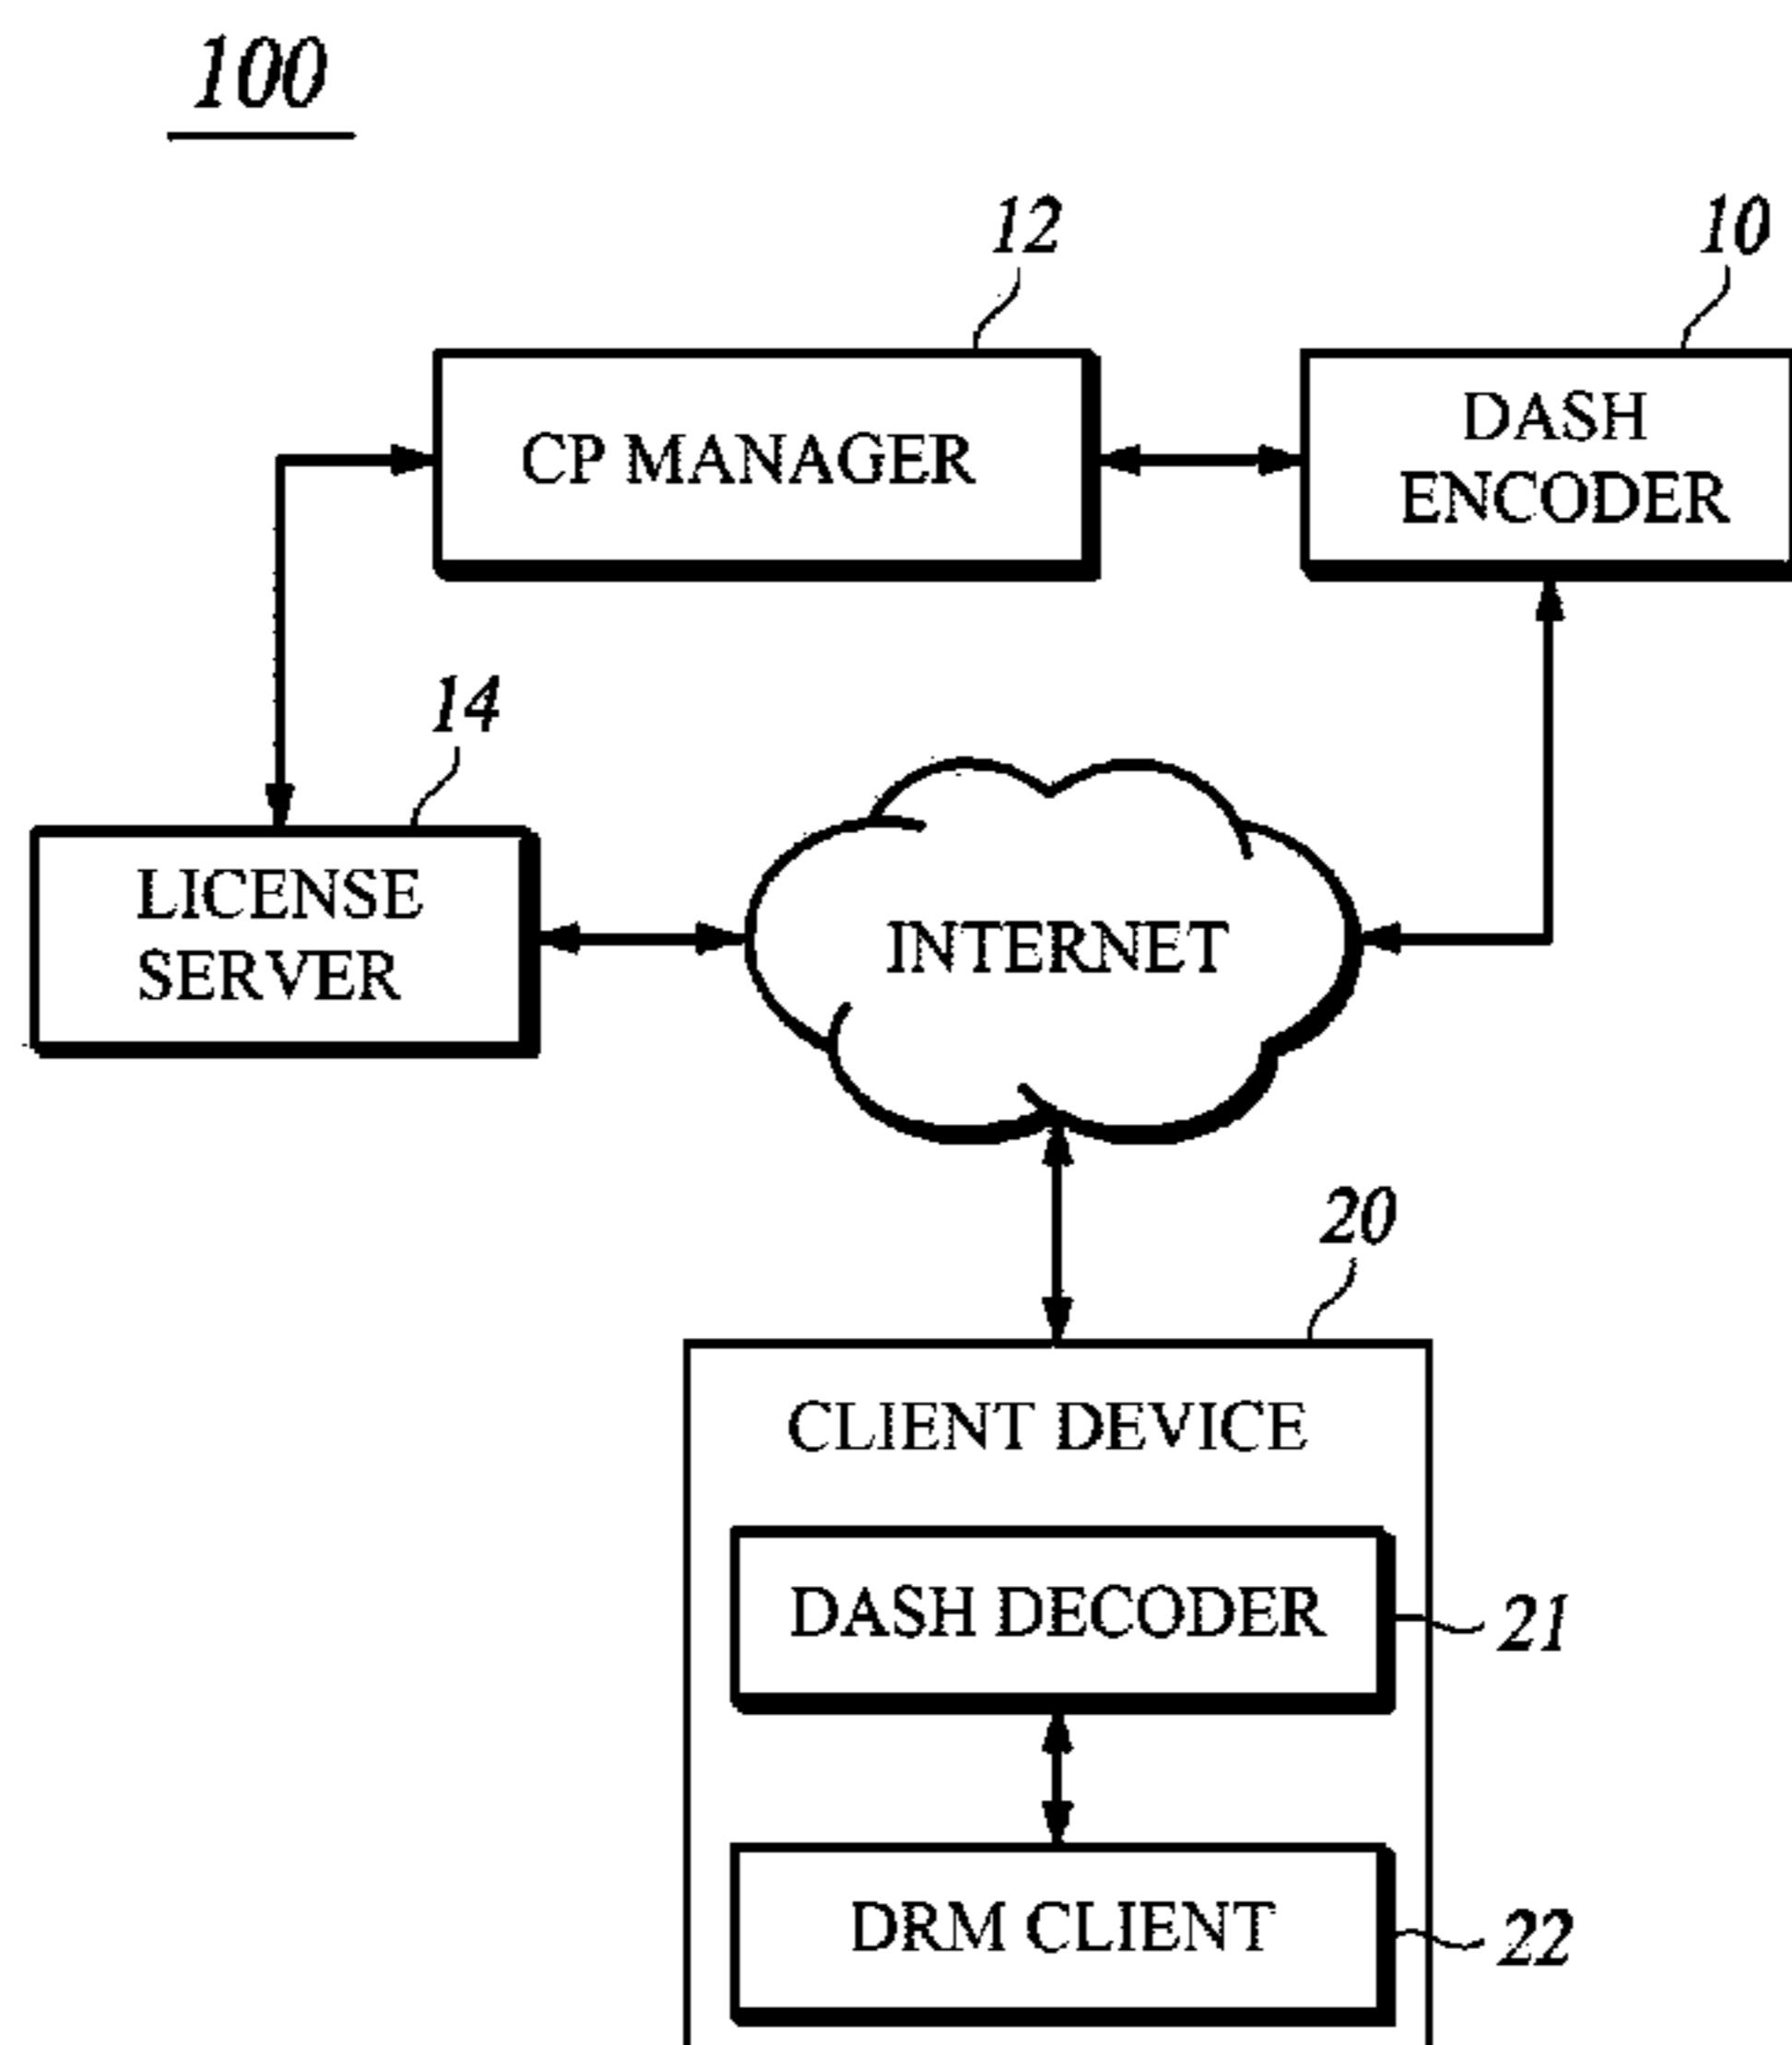 100
12
10
CP MANAGER
DASH
ENCODER
14
LICENSE
SERVER
INTERNET
20
CLIENT DEVICE
DASH DECODER
21
DRM CLIENT
22